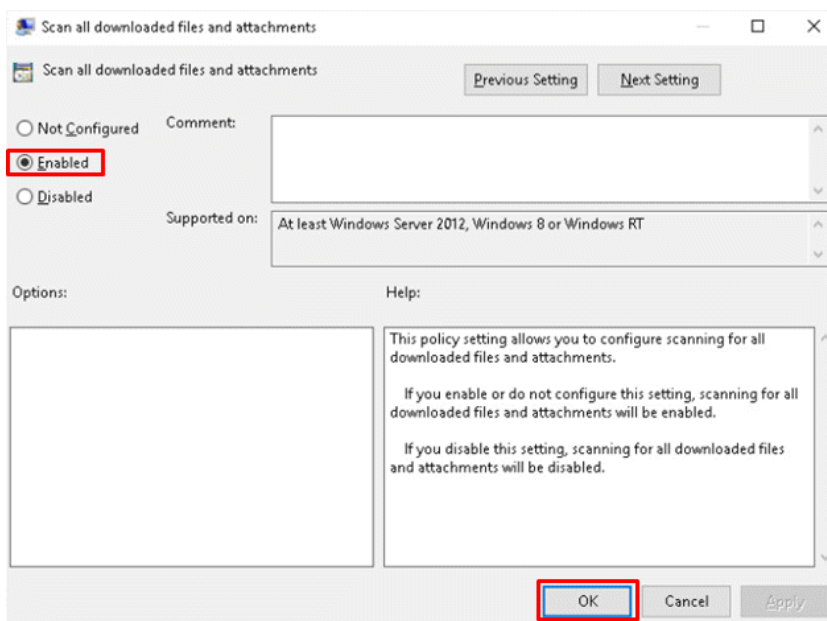 Scan all downloaded files and attachments
Scan all downloaded files and attachments
Previous Setting
Next Setting
Not Configured
Comment:
Enabled
Disabled
Supported on:
At least Windows Server 2012, Windows 8 or Windows RT
Options:
Help:
This policy setting allows you to configure scanning for all
downloaded files and attachments.
If you enable or do not configure this setting, scanning for all
downloaded files and attachments will be enabled.
If you disable this setting, scanning for all downloaded files
and attachments will be disabled.
OK
Cancel
Apply